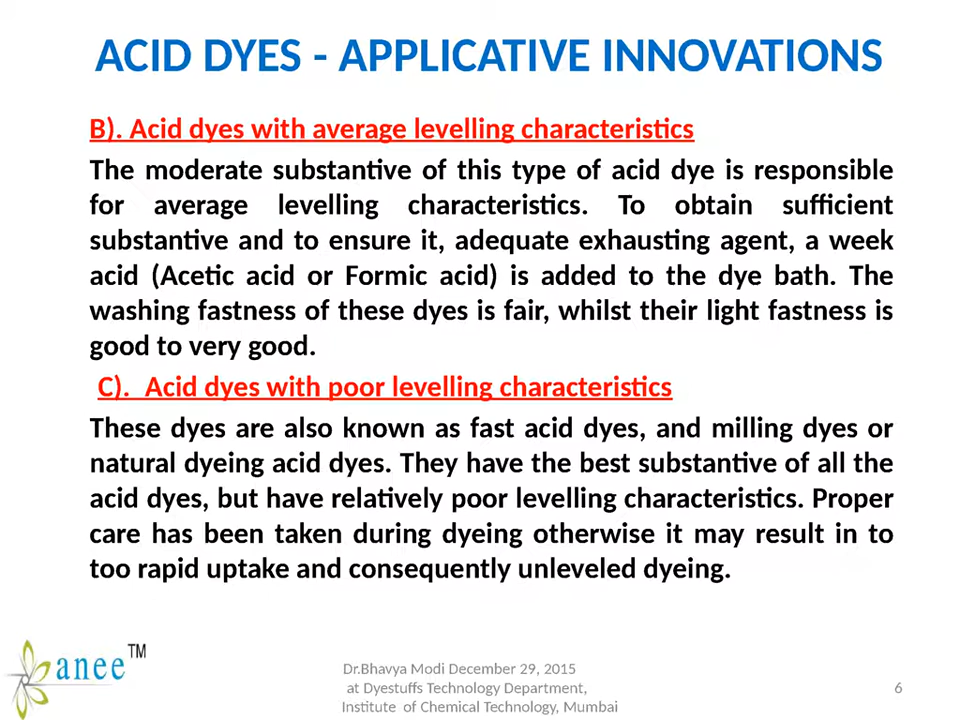 ACID DYES - APPLICATIVE INNOVATIONS
B). Acid dyes with average levelling characteristics
The moderate substantive of this type of acid dye is responsible
for average levelling characteristics. To obtain sufficient
substantive and to ensure it, adequate exhausting agent, a week
acid (Acetic acid or Formic acid) is added to the dye bath. The
washing fastness of these dyes is fair, whilst their light fastness is
good to very good.
C). Acid dyes with poor levelling characteristics
These dyes are also known as fast acid dyes, and milling dyes or
natural dyeing acid dyes. They have the best substantive of all the
acid dyes, but have relatively poor levelling characteristics. Proper
care has been taken during dyeing otherwise it may result in to
too rapid uptake and consequently unleveled dyeing.
anee TM
Dr.Bhavya Modi December 29, 2015
at Dyestuffs Technology Department,
Institute of Chemical Technology, Mumbai
6